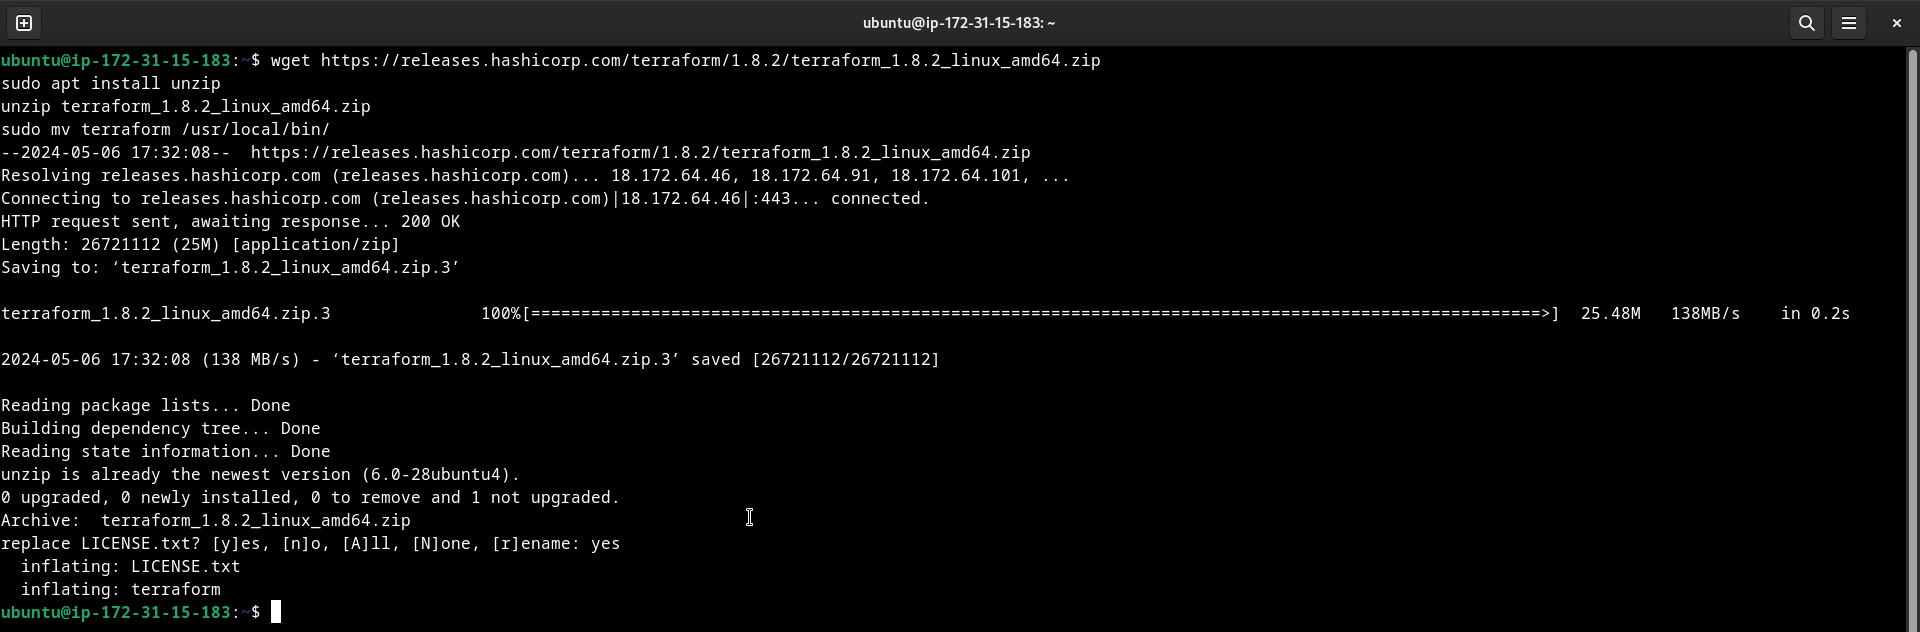 ubuntu@ip-172-31-15-183: ~
ubuntu@ip-172-31-15-183:~$ wget https://releases.hashicorp.com/terraform/1.8.2/terraform_1.8.2_linux_amd64.zip
sudo apt install unzip
unzip terraform_1.8.2_linux_amd64.zip
sudo mv terraform /usr/local/bin/
--2024-05-06 17:32:08--  https://releases.hashicorp.com/terraform/1.8.2/terraform_1.8.2_linux_amd64.zip
Resolving releases.hashicorp.com (releases.hashicorp.com)... 18.172.64.46, 18.172.64.91, 18.172.64.101, ...
Connecting to releases.hashicorp.com (releases.hashicorp.com)|18.172.64.46|:443... connected.
HTTP request sent, awaiting response... 200 OK
Length: 26721112 (25M) [application/zip]
Saving to: ‘terraform_1.8.2_linux_amd64.zip.3’
terraform_1.8.2_linux_amd64.zip.3               100%[=====================================================================================================>]  25.48M   138MB/s    in 0.2s
2024-05-06 17:32:08 (138 MB/s) - ‘terraform_1.8.2_linux_amd64.zip.3’ saved [26721112/26721112]
Reading package lists... Done
Building dependency tree... Done
Reading state information... Done
unzip is already the newest version (6.0-28ubuntu4).
0 upgraded, 0 newly installed, 0 to remove and 1 not upgraded.
Archive:  terraform_1.8.2_linux_amd64.zip
replace LICENSE.txt? [y]es, [n]o, [A]ll, [N]one, [r]ename: yes
  inflating: LICENSE.txt
  inflating: terraform
ubuntu@ip-172-31-15-183:~$